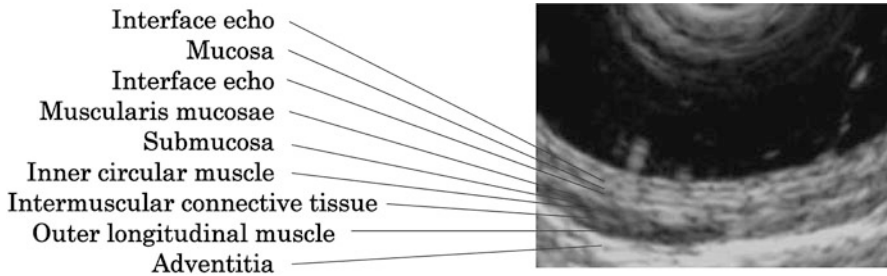 Interface echo
Mucosa
Interface echo
Muscularis mucosae
Submucosa
Inner circular muscle
Intermuscular connective tissue
Outer longitudinal muscle
Adventitia